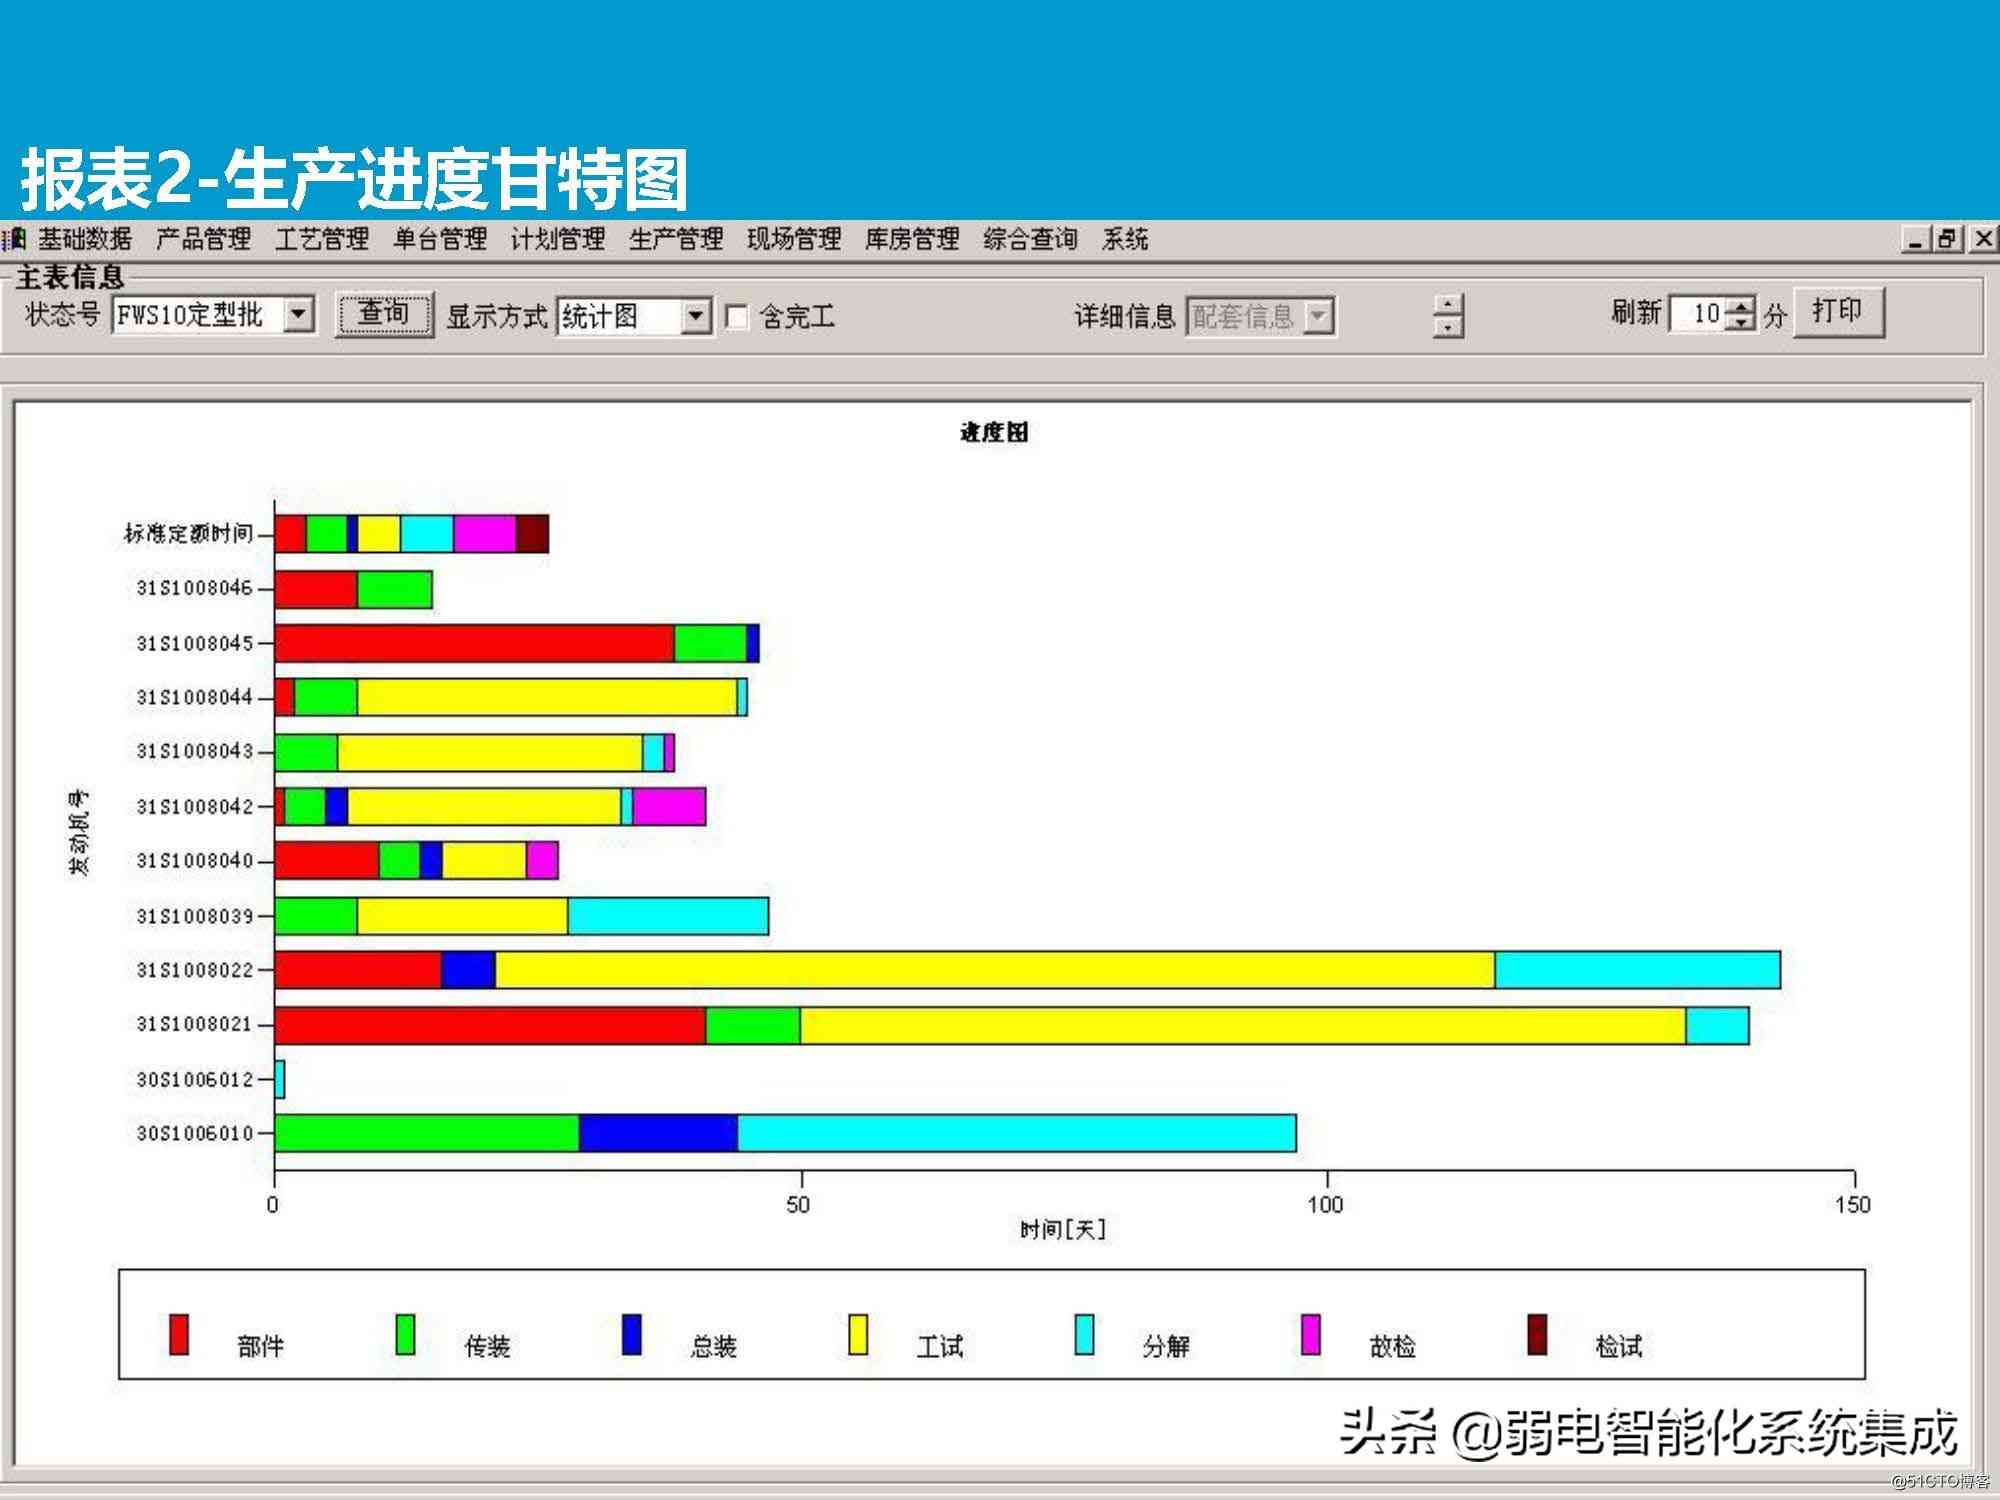 报表2-生产进度甘特图
基础数据 产品管理 工艺管理 单台管理 计划管理 生产管理 现场管理 库房管理 综合查询 系统
主表信息
状态号 FWS10定型批 查询 显示方式 统计图 含完工 详细信息 配套信息 刷新 10 分 打印
进度图
标准定额时间
31S1008046
31S1008045
31S1008044
31S1008043
31S1008042
31S1008040
31S1008039
31S1008022
31S1008021
30S1006012
30S1006010
发动机号
0 50 100 150
时间[天]
部件 传装 总装 工试 分解 故检 检试
头条 @弱电智能化系统集成
@51CTO博客